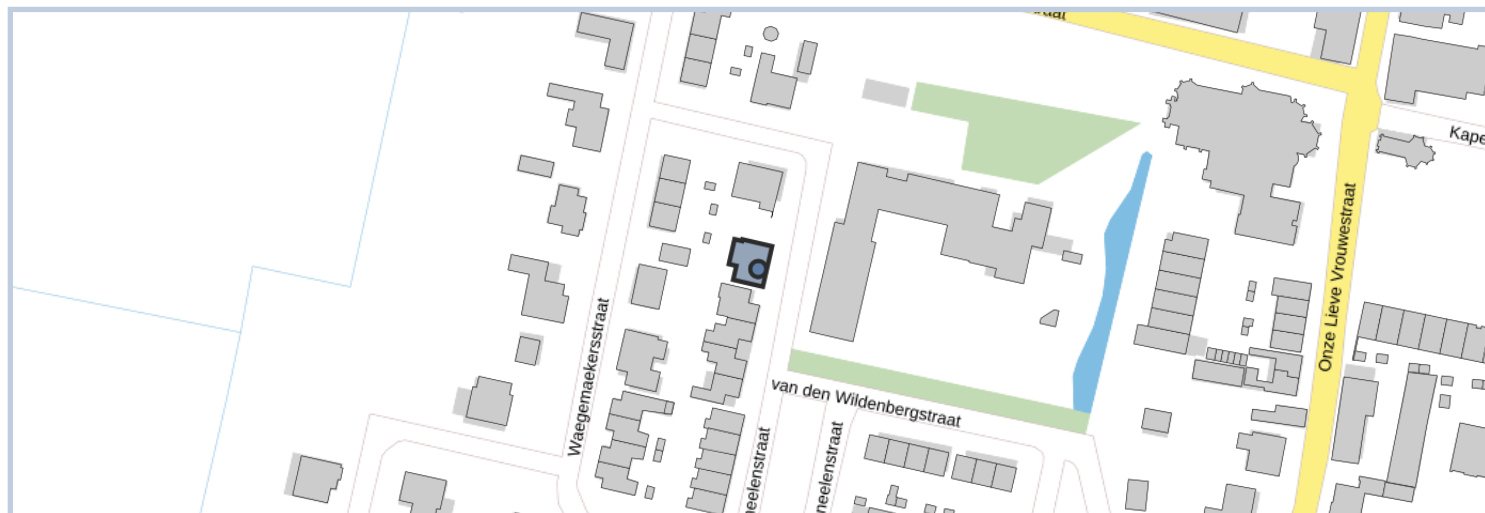 Kape
Onze Lieve Vrouwestraat
Waegemaekersstraat
van den Wildenbergstraat
neelenstraat
neelenstraat